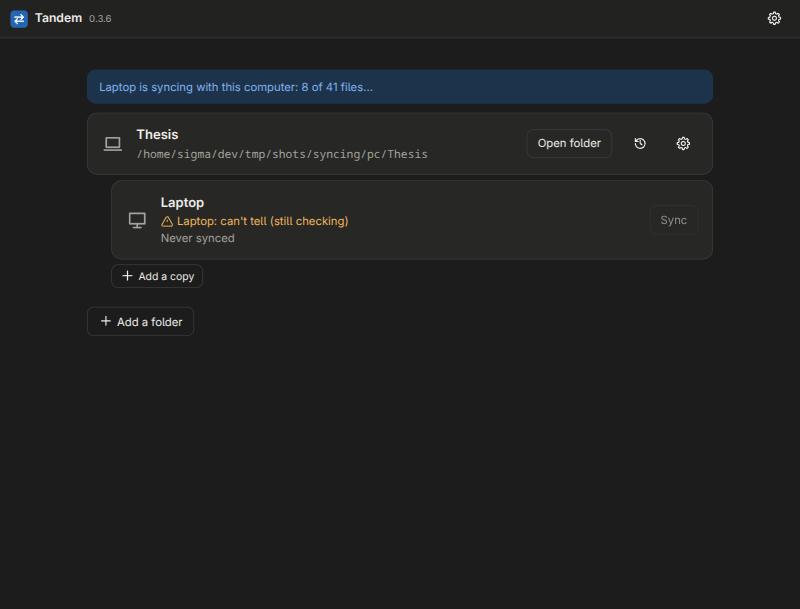 Tandem 0.3.6
Laptop is syncing with this computer: 8 of 41 files...
Thesis
/home/sigma/dev/tmp/shots/syncing/pc/Thesis
Open folder
Laptop
Laptop: can't tell (still checking)
Never synced
Sync
Add a copy
Add a folder